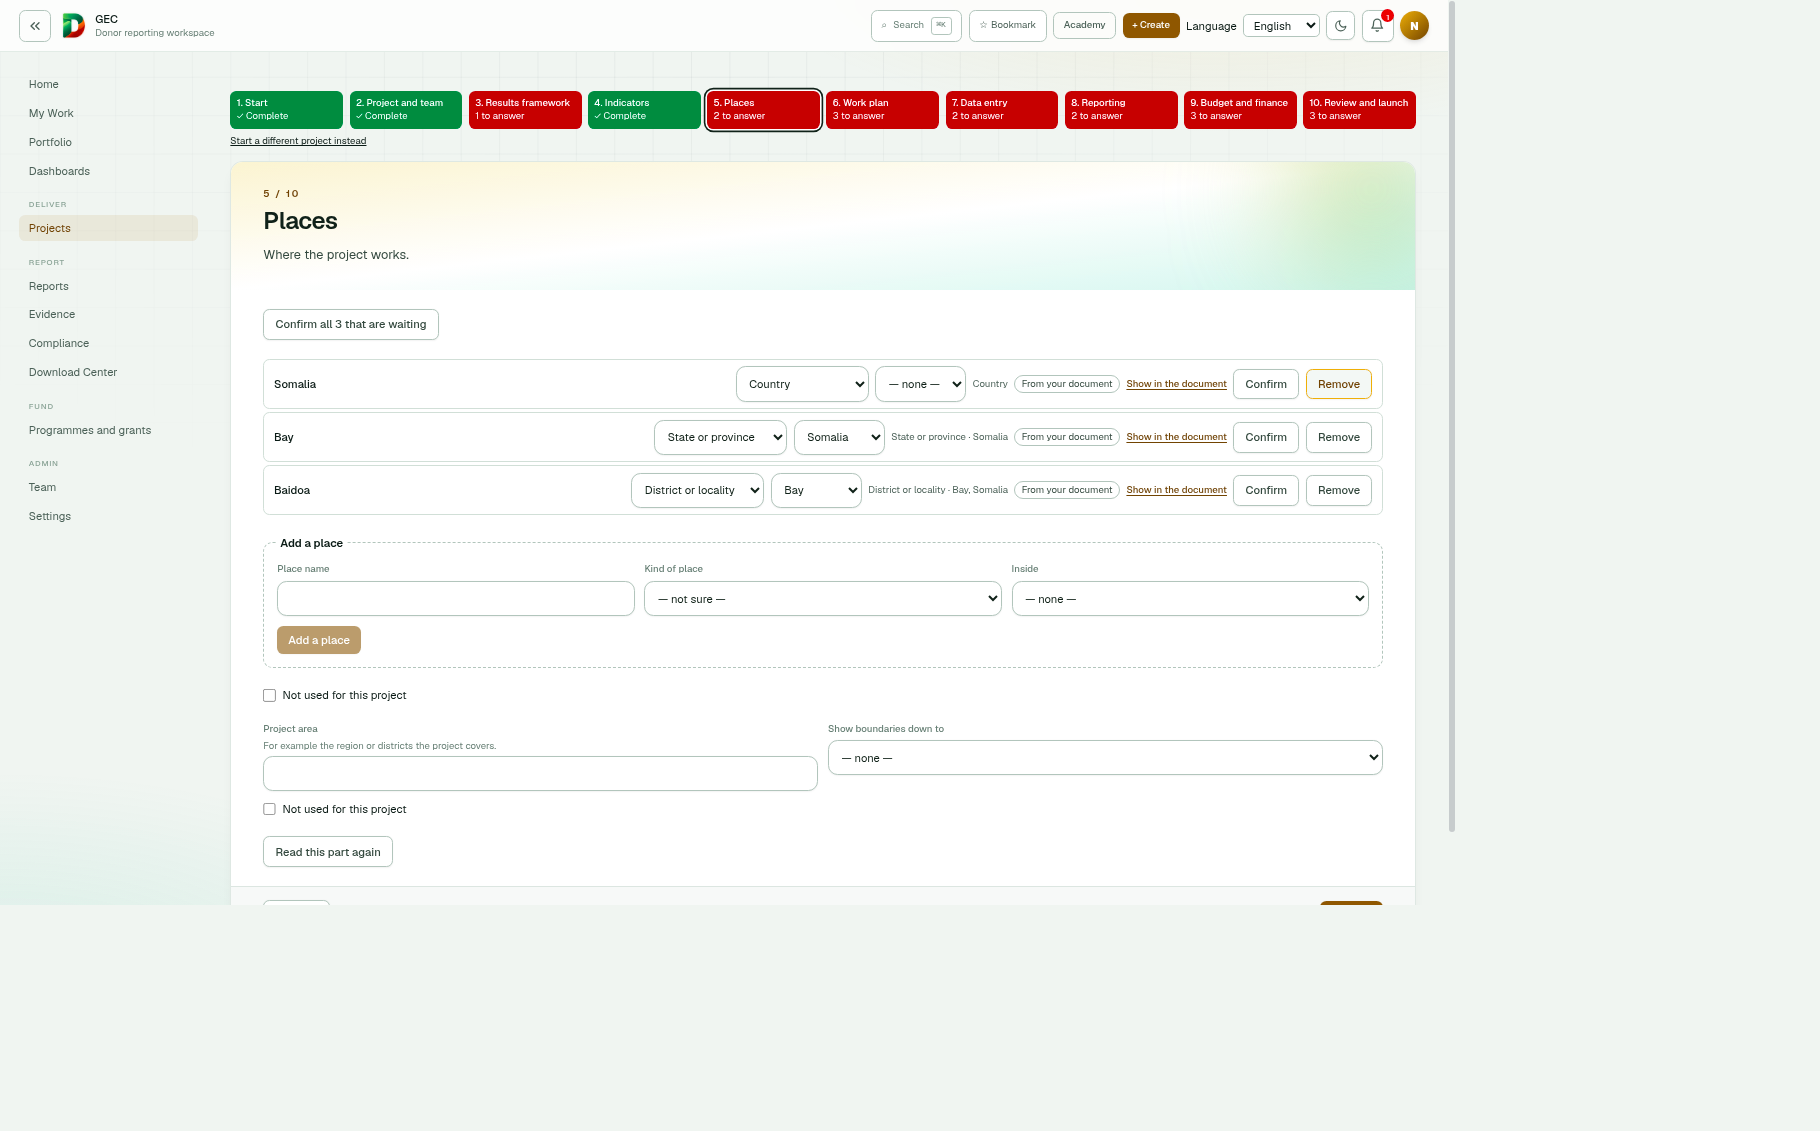 GEC
Donor reporting workspace
Search ⌘K
☆ Bookmark
Academy
+ Create
Language
English
1
N
Home
My Work
Portfolio
Dashboards
DELIVER
Projects
REPORT
Reports
Evidence
Compliance
Download Center
FUND
Programmes and grants
ADMIN
Team
Settings
1. Start
✓ Complete
2. Project and team
✓ Complete
3. Results framework
1 to answer
4. Indicators
✓ Complete
5. Places
2 to answer
6. Work plan
3 to answer
7. Data entry
2 to answer
8. Reporting
2 to answer
9. Budget and finance
3 to answer
10. Review and launch
3 to answer
Start a different project instead
5 / 10
Places
Where the project works.
Confirm all 3 that are waiting
Somalia Country — none — Country From your document Show in the document Confirm Remove
Bay State or province Somalia State or province · Somalia From your document Show in the document Confirm Remove
Baidoa District or locality Bay District or locality · Bay, Somalia From your document Show in the document Confirm Remove
Add a place
Place name
Kind of place
— not sure —
Inside
— none —
Add a place
Not used for this project
Project area
For example the region or districts the project covers.
Show boundaries down to
— none —
Not used for this project
Read this part again